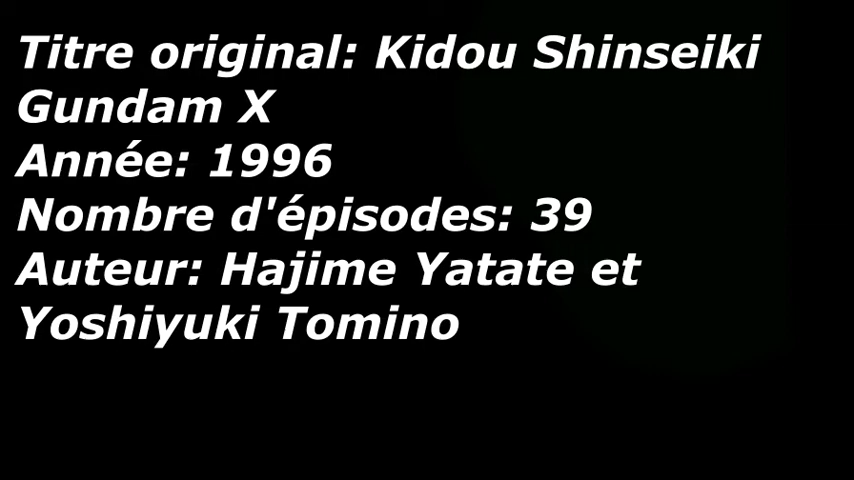 Titre original: Kidou Shinseiki
Gundam X
Année: 1996
Nombre d'épisodes: 39
Auteur: Hajime Yatate et
Yoshiyuki Tomino